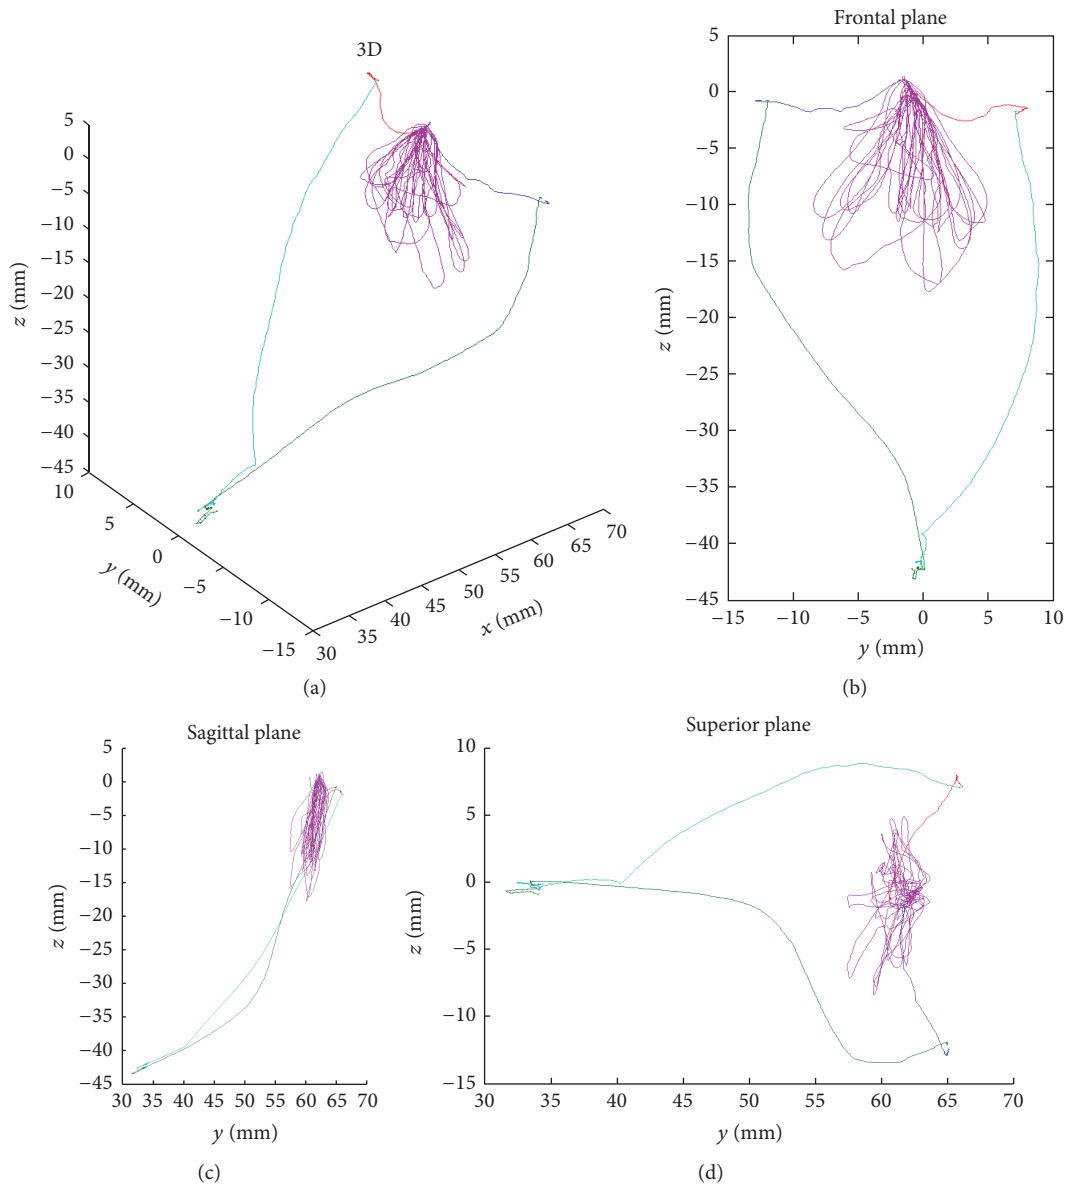 3D
5
0
−5
−10
−15
−20
−25
−30
−35
−40
−45
z (mm)
10
5
0
−5
−10
−15
y (mm)
30
35
40
45
50
55
60
65
70
x (mm)
(a)
Frontal plane
5
0
−5
−10
−15
−20
−25
−30
−35
−40
−45
z (mm)
−15 −10 −5 0 5 10
y (mm)
(b)
Sagittal plane
5
0
−5
−10
−15
−20
−25
−30
−35
−40
−45
z (mm)
30 35 40 45 50 55 60 65 70
y (mm)
(c)
Superior plane
10
5
0
−5
−10
−15
z (mm)
30 35 40 45 50 55 60 65 70
y (mm)
(d)